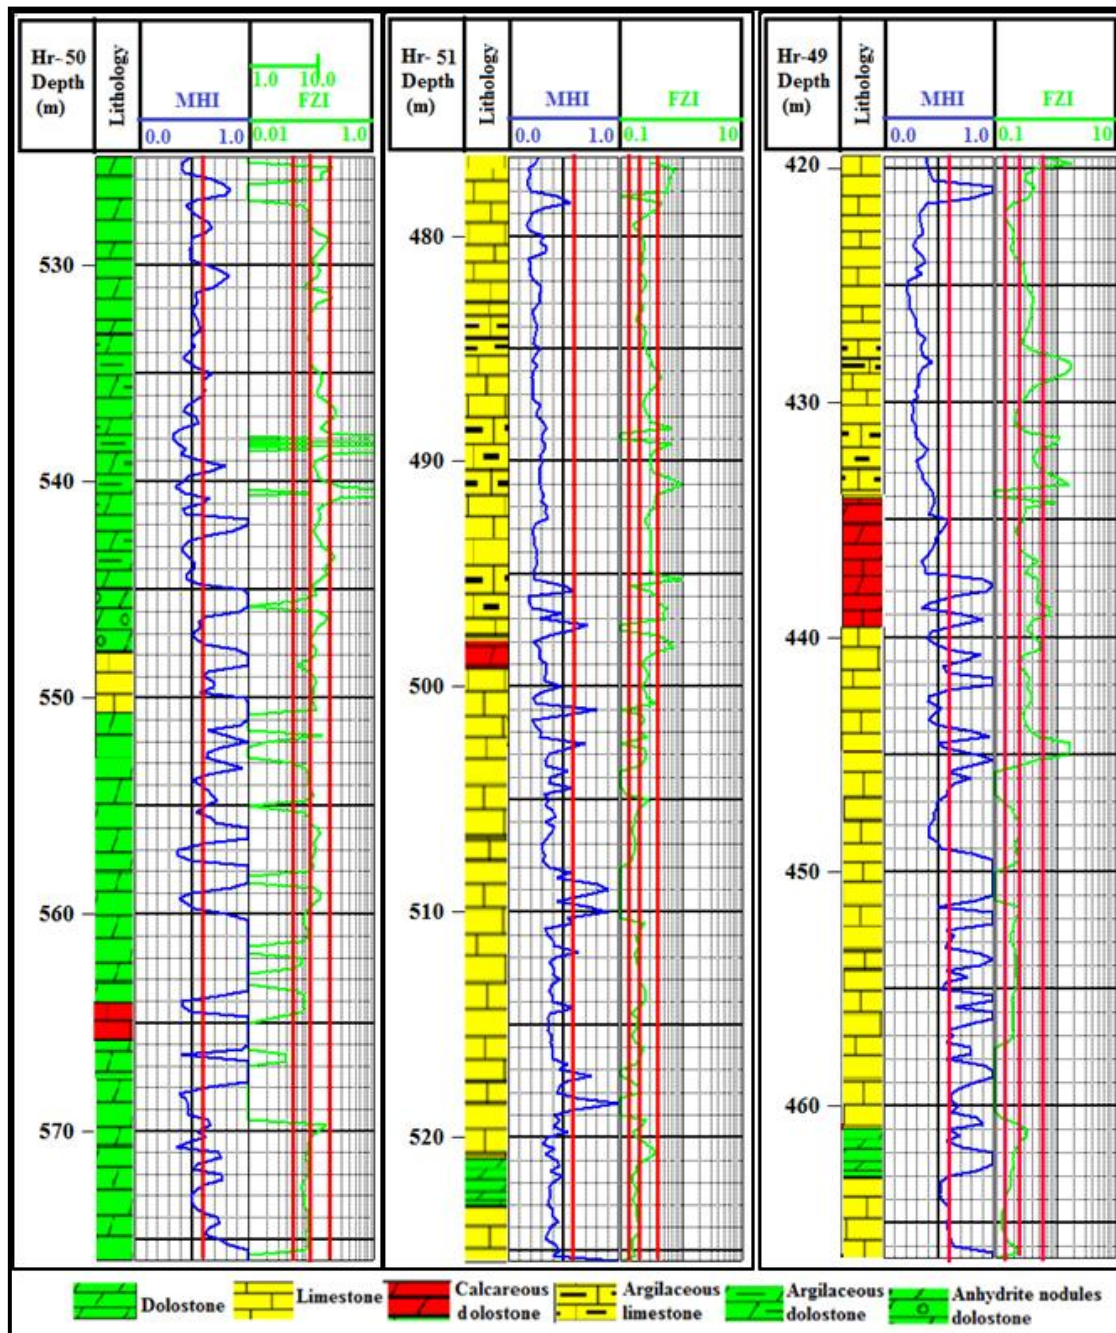 Hr- 50
Depth
(m)
Lithology
MHI
0.0 1.0
1.0 10.0
FZI
0.01 1.0
530
540
550
560
570
Hr- 51
Depth
(m)
Lithology
MHI
0.0 1.0
FZI
0.1 10
480
490
500
510
520
Hr-49
Depth
(m)
Lithology
MHI
0.0 1.0
FZI
0.1 10
420
430
440
450
460
Dolostone
Limestone
Calcareous
dolostone
Argilaceous
limestone
Argilaceous
dolostone
Anhydrite nodules
dolostone